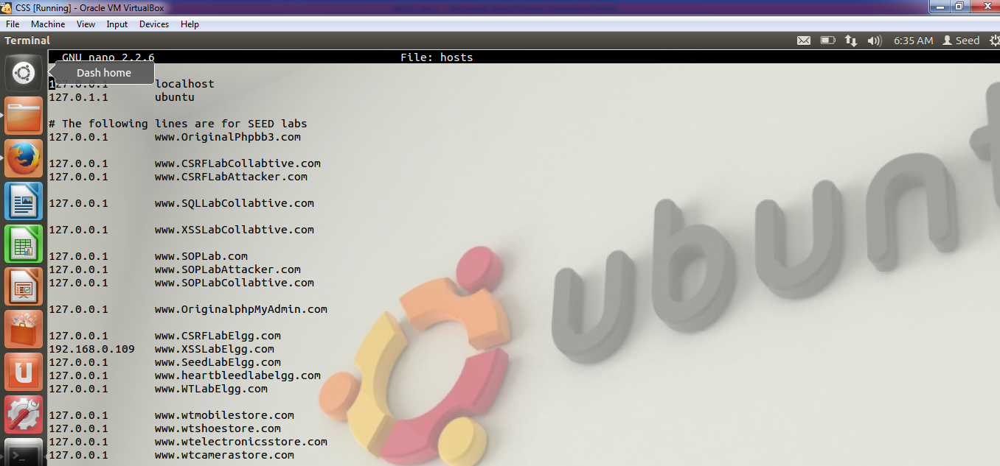 CSS [Running] - Oracle VM VirtualBox
File Machine View Input Devices Help
Terminal 6:35 AM Seed
GNU nano 2.2.6 File: hosts
Dash home
127.0.0.1 localhost
127.0.1.1 ubuntu
# The following lines are for SEED labs
127.0.0.1 www.OriginalPhpbb3.com
127.0.0.1 www.CSRFLabCollabtive.com
127.0.0.1 www.CSRFLabAttacker.com
127.0.0.1 www.SQLLabCollabtive.com
127.0.0.1 www.XSSLabCollabtive.com
127.0.0.1 www.SOPLab.com
127.0.0.1 www.SOPLabAttacker.com
127.0.0.1 www.SOPLabCollabtive.com
127.0.0.1 www.OriginalphpMyAdmin.com
127.0.0.1 www.CSRFLabElgg.com
192.168.0.109 www.XSSLabElgg.com
127.0.0.1 www.SeedLabElgg.com
127.0.0.1 www.heartbleedlabelgg.com
127.0.0.1 www.WTLabElgg.com
127.0.0.1 www.wtmobilestore.com
127.0.0.1 www.wtshoestore.com
127.0.0.1 www.wtelectronicsstore.com
127.0.0.1 www.wtcamerastore.com
ubunt